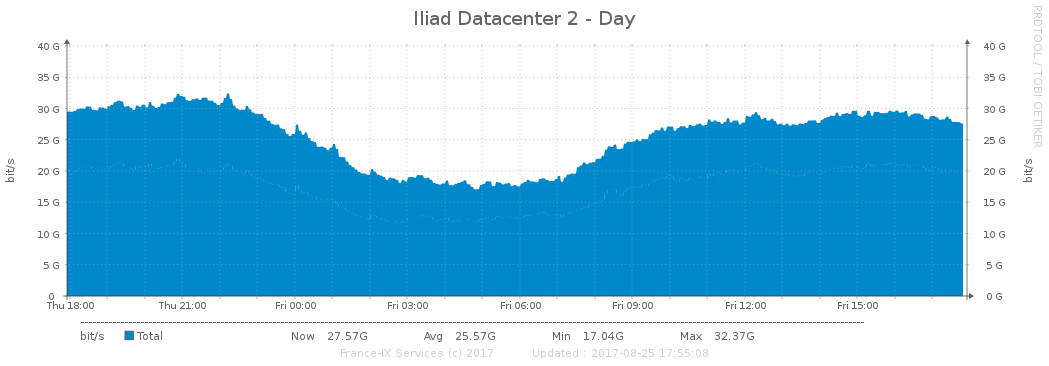 Iliad Datacenter 2 - Day
RRDTOOL / TOBI OETIKER
40 G 40 G
35 G 35 G
30 G 30 G
25 G 25 G
20 G 20 G
15 G 15 G
10 G 10 G
5 G 5 G
0 0 G
bit/s bit/s
Thu 18:00 Thu 21:00 Fri 00:00 Fri 03:00 Fri 06:00 Fri 09:00 Fri 12:00 Fri 15:00
bit/s Total Now 27.57G Avg 25.57G Min 17.04G Max 32.37G
France-IX Services (c) 2017 Updated : 2017-08-25 17:55:08